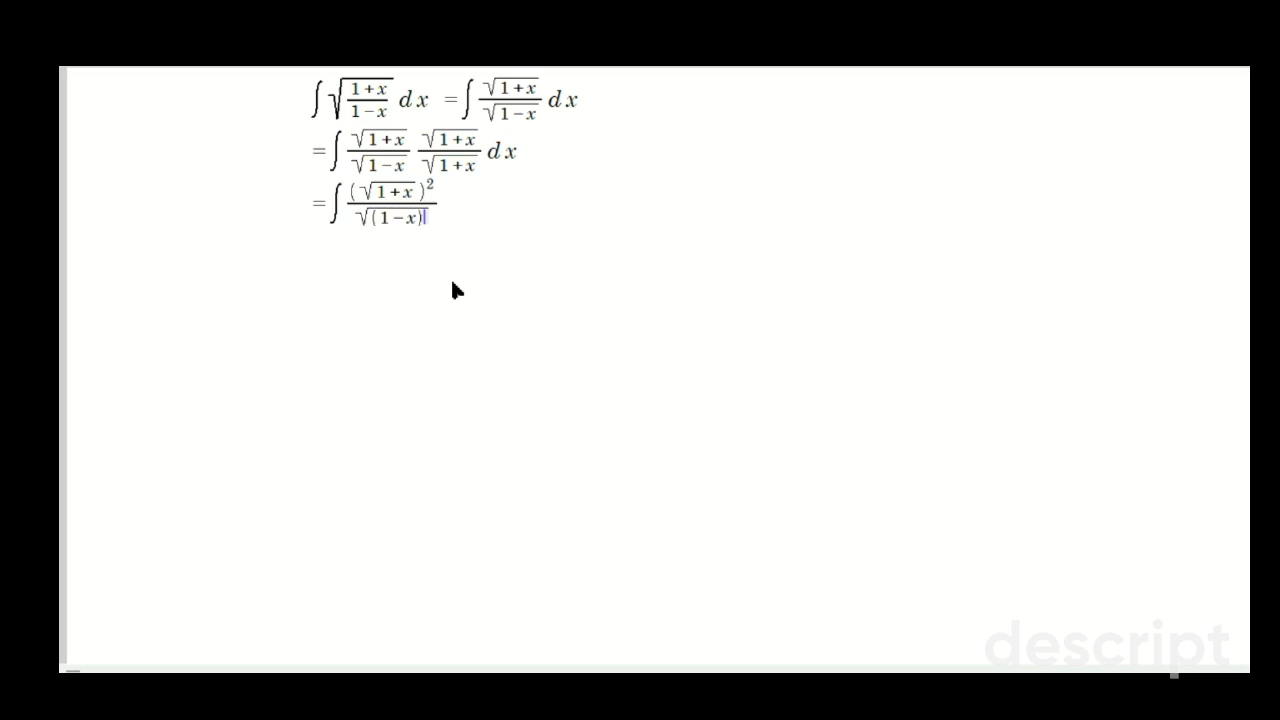 ∫√((1+x)/(1−x)) dx = ∫ √(1+x)/√(1−x) dx
= ∫ √(1+x)/√(1−x) √(1+x)/√(1+x) dx
= ∫ (√(1+x))²/√((1−x)
descript